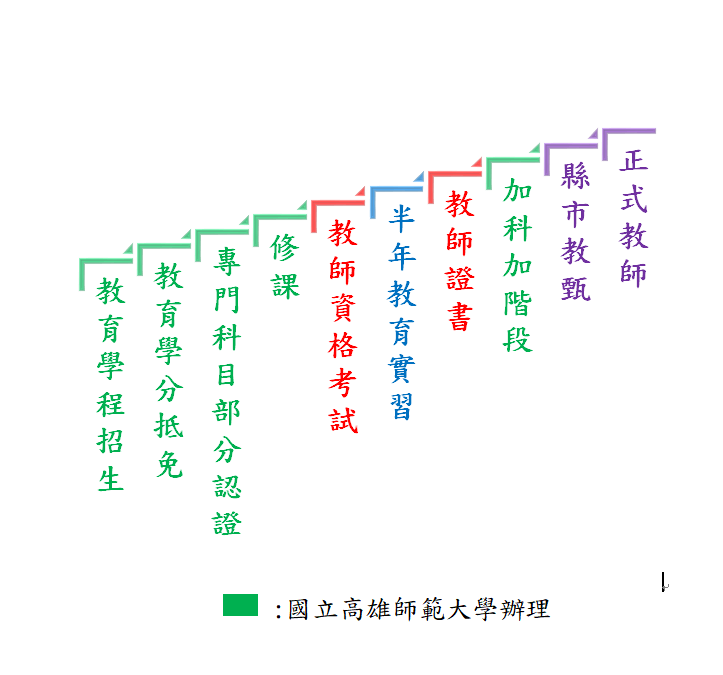 教育學程招生
教育學分抵免
專門科目部分認證
修課
教師資格考試
半年教育實習
教師證書
加科加階段
縣市教甄
正式教師
:國立高雄師範大學辦理